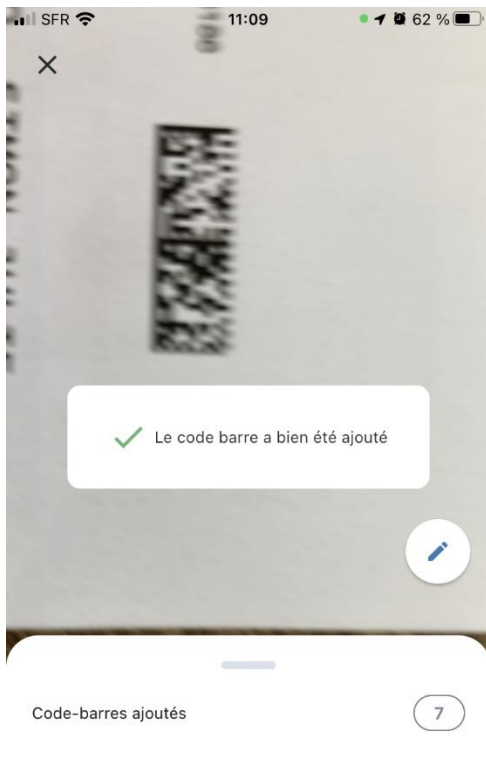 SFR
11:09
62 %
Le code barre a bien été ajouté
Code-barres ajoutés
7